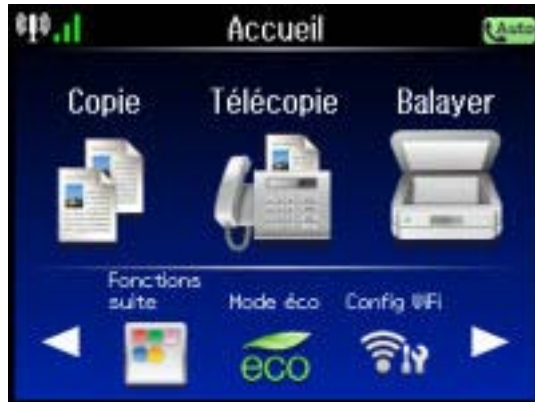 Accueil
Auto
Copie Télécopie Balayer
Fonctions
suite
Mode éco
Config WiFi
eco